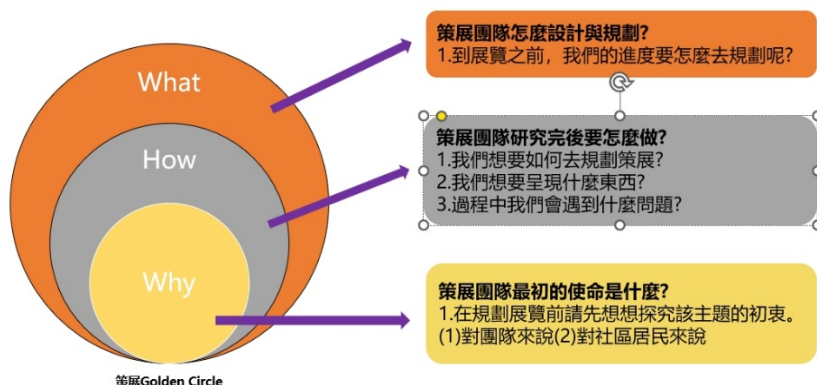 What
How
Why
策展Golden Circle
策展團隊怎麼設計與規劃?
1.到展覽之前，我們的進度要怎麼去規劃呢?
策展團隊研究完後要怎麼做?
1.我們想要如何去規劃策展?
2.我們想要呈現什麼東西?
3.過程中我們會遇到什麼問題?
策展團隊最初的使命是什麼?
1.在規劃展覽前請先想想探究該主題的初衷。
(1)對團隊來說(2)對社區居民來說